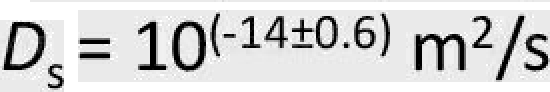 Dₛ = 10⁽⁻¹⁴±⁰·⁶⁾ m²/s